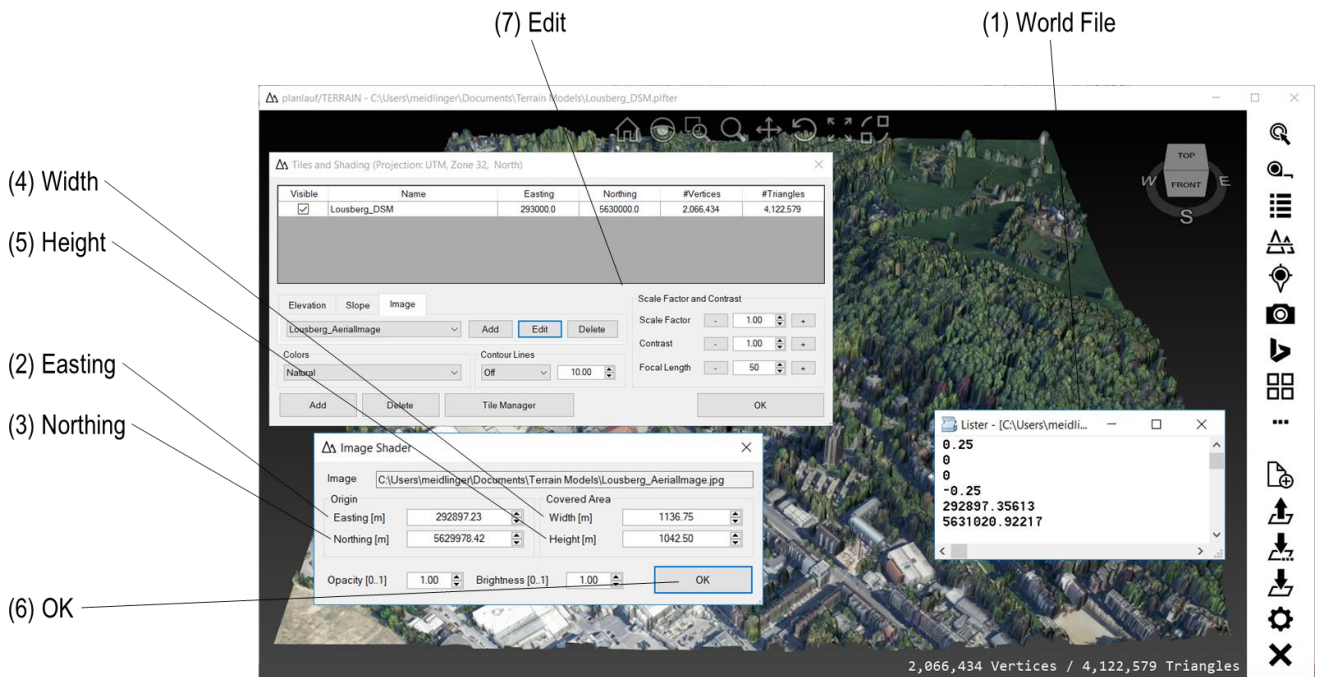 (7) Edit
(1) World File
planlauf/TERRAIN - C:\Users\meidlinger\Documents\Terrain Models\Lousberg_DSM.plfter
(4) Width
(5) Height
(2) Easting
(3) Northing
(6) OK
Tiles and Shading (Projection: UTM, Zone 32, North)
Visible Name Easting Northing #Vertices #Triangles
Lousberg_DSM 293000.0 5630000.0 2,066,434 4,122,579
Elevation Slope Image
Lousberg_AerialImage Add Edit Delete
Colors
Natural
Contour Lines
Off 10.00
Scale Factor and Contrast
Scale Factor - 1.00 +
Contrast - 1.00 +
Focal Length - 50 +
Add Delete Tile Manager OK
TOP
W FRONT E
S
Image Shader
Image C:\Users\meidlinger\Documents\Terrain Models\Lousberg_AerialImage.jpg
Origin
Easting [m] 292897.23
Northing [m] 5629978.42
Covered Area
Width [m] 1136.75
Height [m] 1042.50
Opacity [0..1] 1.00 Brightness [0..1] 1.00 OK
Lister - [C:\Users\meidli...
0.25
0
0
-0.25
292897.35613
5631020.92217
2,066,434 Vertices / 4,122,579 Triangles